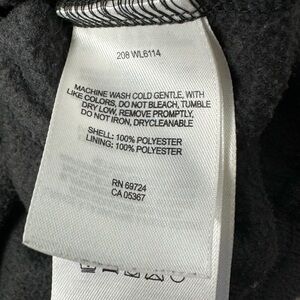 208 WL6114
MACHINE WASH COLD GENTLE, WITH
LIKE COLORS, DO NOT BLEACH, TUMBLE
DRY LOW, REMOVE PROMPTLY,
DO NOT IRON, DRYCLEANABLE
SHELL: 100% POLYESTER
LINING: 100% POLYESTER
RN 69724
CA 05367